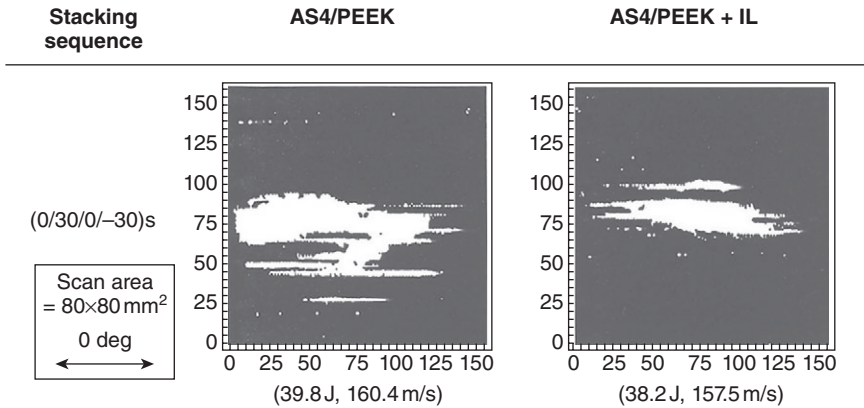 Stacking
sequence
AS4/PEEK
AS4/PEEK + IL
(0/30/0/–30)s
Scan area
= 80×80 mm²
0 deg
150
125
100
75
50
25
0
0 25 50 75 100 125 150
(39.8 J, 160.4 m/s)
150
125
100
75
50
25
0
0 25 50 75 100 125 150
(38.2 J, 157.5 m/s)